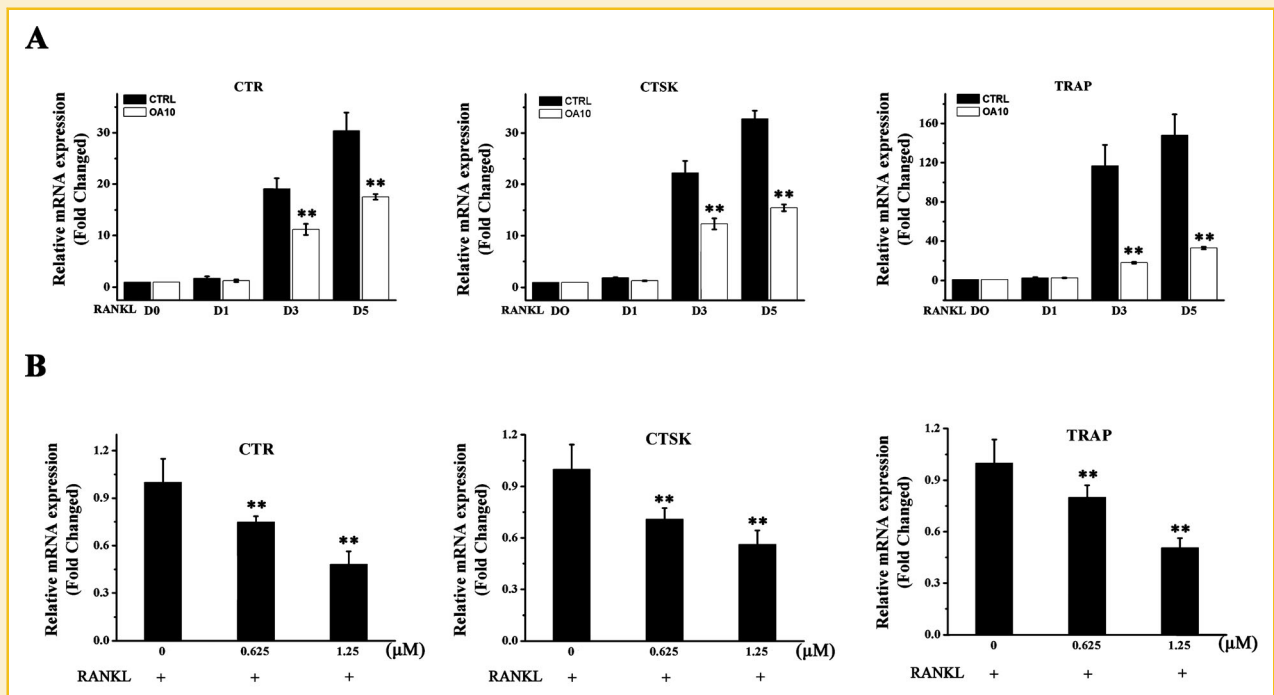 A
CTR
Relative mRNA expression
(Fold Changed)
CTRL
OA10
30
20
10
0
**
**
RANKL D0 D1 D3 D5
CTSK
Relative mRNA expression
(Fold Changed)
CTRL
OA10
30
20
10
0
**
**
RANKL DO D1 D3 D5
TRAP
Relative mRNA expression
(Fold Changed)
CTRL
OA10
160
120
80
40
0
**
**
RANKL DO D1 D3 D5
B
CTR
Relative mRNA expression
(Fold Changed)
1.2
0.9
0.6
0.3
0.0
**
**
0 0.625 1.25 (μM)
RANKL + + +
CTSK
Relative mRNA expression
(Fold Changed)
1.2
0.9
0.6
0.3
0.0
**
**
0 0.625 1.25 (μM)
RANKL + + +
TRAP
Relative mRNA expression
(Fold Changed)
1.2
0.9
0.6
0.3
0.0
**
**
0 0.625 1.25 (μM)
RANKL + + +